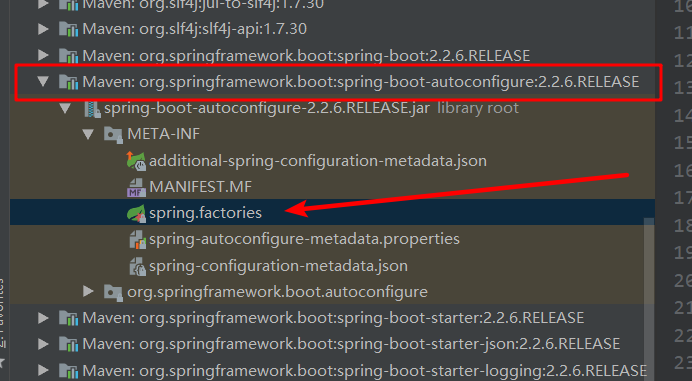 Maven: org.slf4j:jul-to-slf4j:1.7.30
Maven: org.slf4j:slf4j-api:1.7.30
Maven: org.springframework.boot:spring-boot:2.2.6.RELEASE
Maven: org.springframework.boot:spring-boot-autoconfigure:2.2.6.RELEASE
spring-boot-autoconfigure-2.2.6.RELEASE.jar library root
META-INF
additional-spring-configuration-metadata.json
MANIFEST.MF
spring.factories
spring-autoconfigure-metadata.properties
spring-configuration-metadata.json
org.springframework.boot.autoconfigure
Maven: org.springframework.boot:spring-boot-starter:2.2.6.RELEASE
Maven: org.springframework.boot:spring-boot-starter-json:2.2.6.RELEASE
Maven: org.springframework.boot:spring-boot-starter-logging:2.2.6.RELEASE
10
11
12
13
14
15
16
17
18
19
20
21
22
23